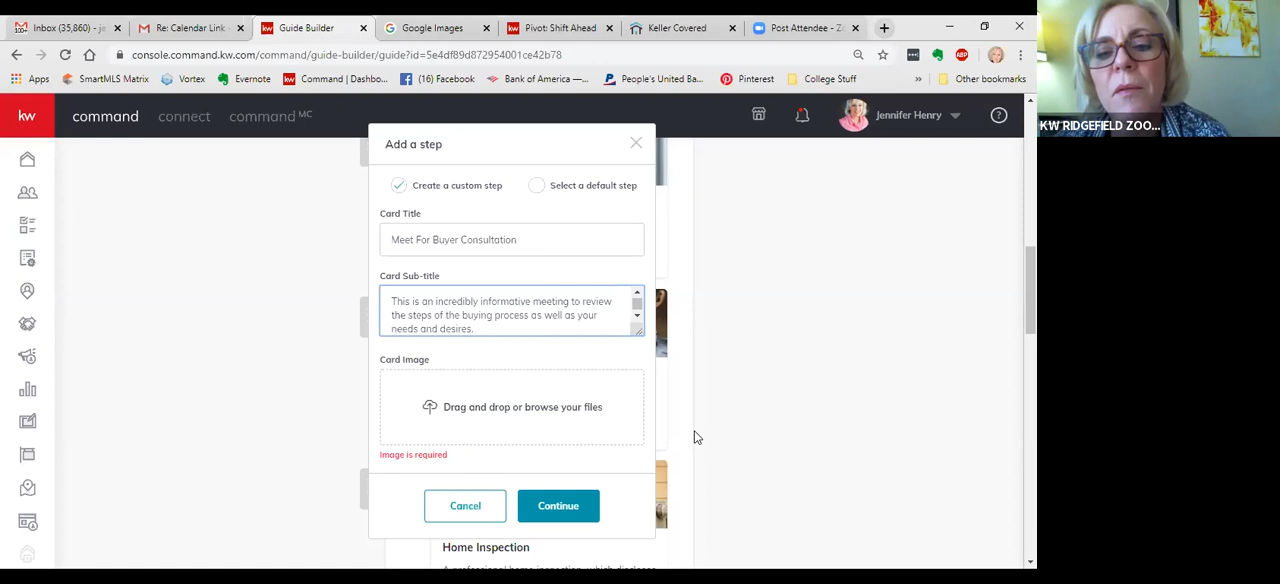 Inbox (35,860) - je
Re: Calendar Link -
Guide Builder
Google Images
Pivot: Shift Ahead
Keller Covered
Post Attendee - Z
console.command.kw.com/command/guide-builder/guide?id=5e4df89d872954001ce42b78
Apps
SmartMLS Matrix
Vortex
Evernote
Command | Dashbo...
(16) Facebook
Bank of America —...
People's United Ba...
Pinterest
College Stuff
»
Other bookmarks
kw
command
connect
command MC
Jennifer Henry
KW RIDGEFIELD ZOO...
Add a step
Create a custom step
Select a default step
Card Title
Meet For Buyer Consultation
Card Sub-title
This is an incredibly informative meeting to review
the steps of the buying process as well as your
needs and desires.
Card Image
Drag and drop or browse your files
Image is required
Cancel
Continue
Home Inspection